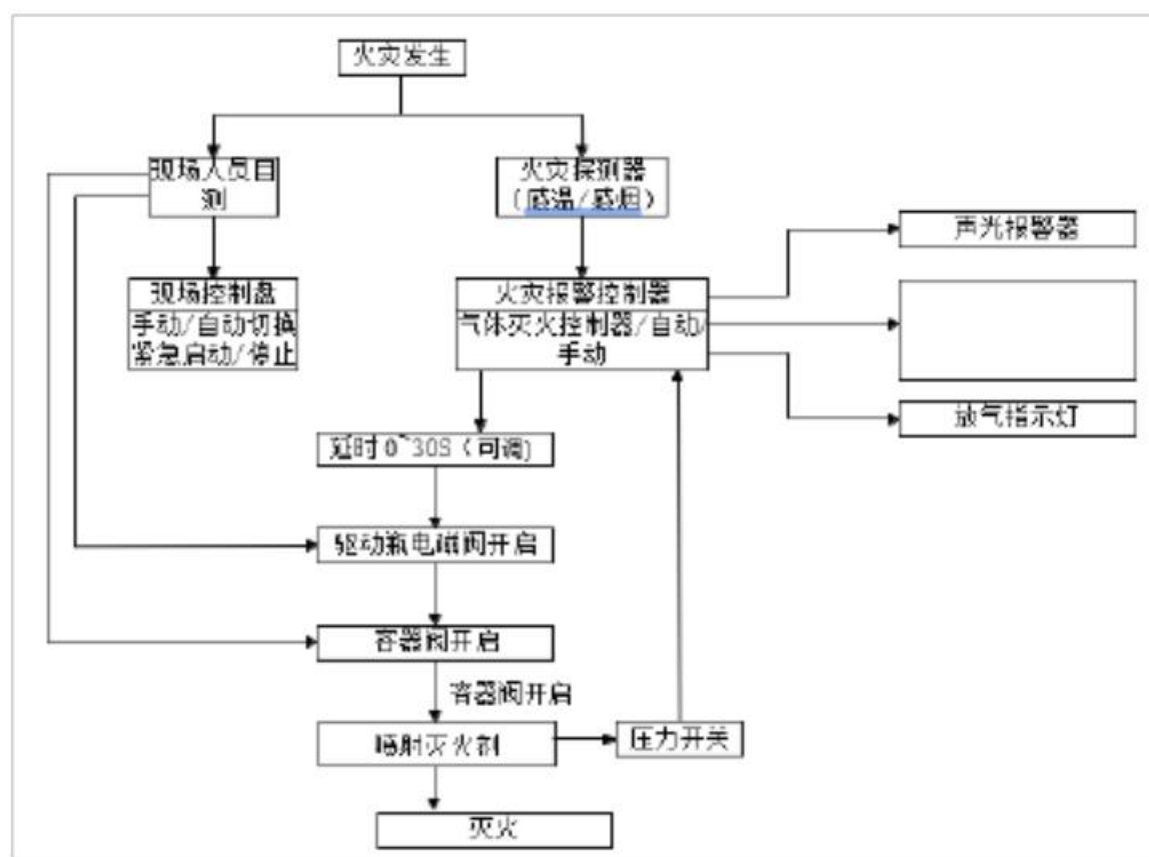 火灾发生
现场人员目
测
火灾探测器
（感温/感烟）
声光报警器
现场控制盘
手动/自动切换
紧急启动/停止
火灾报警控制器
气体灭火控制器/自动/
手动
放气指示灯
延时0~30S（可调)
驱动瓶电磁阀开启
容器阀开启
容器阀开启
喷射灭火剂
压力开关
灭火